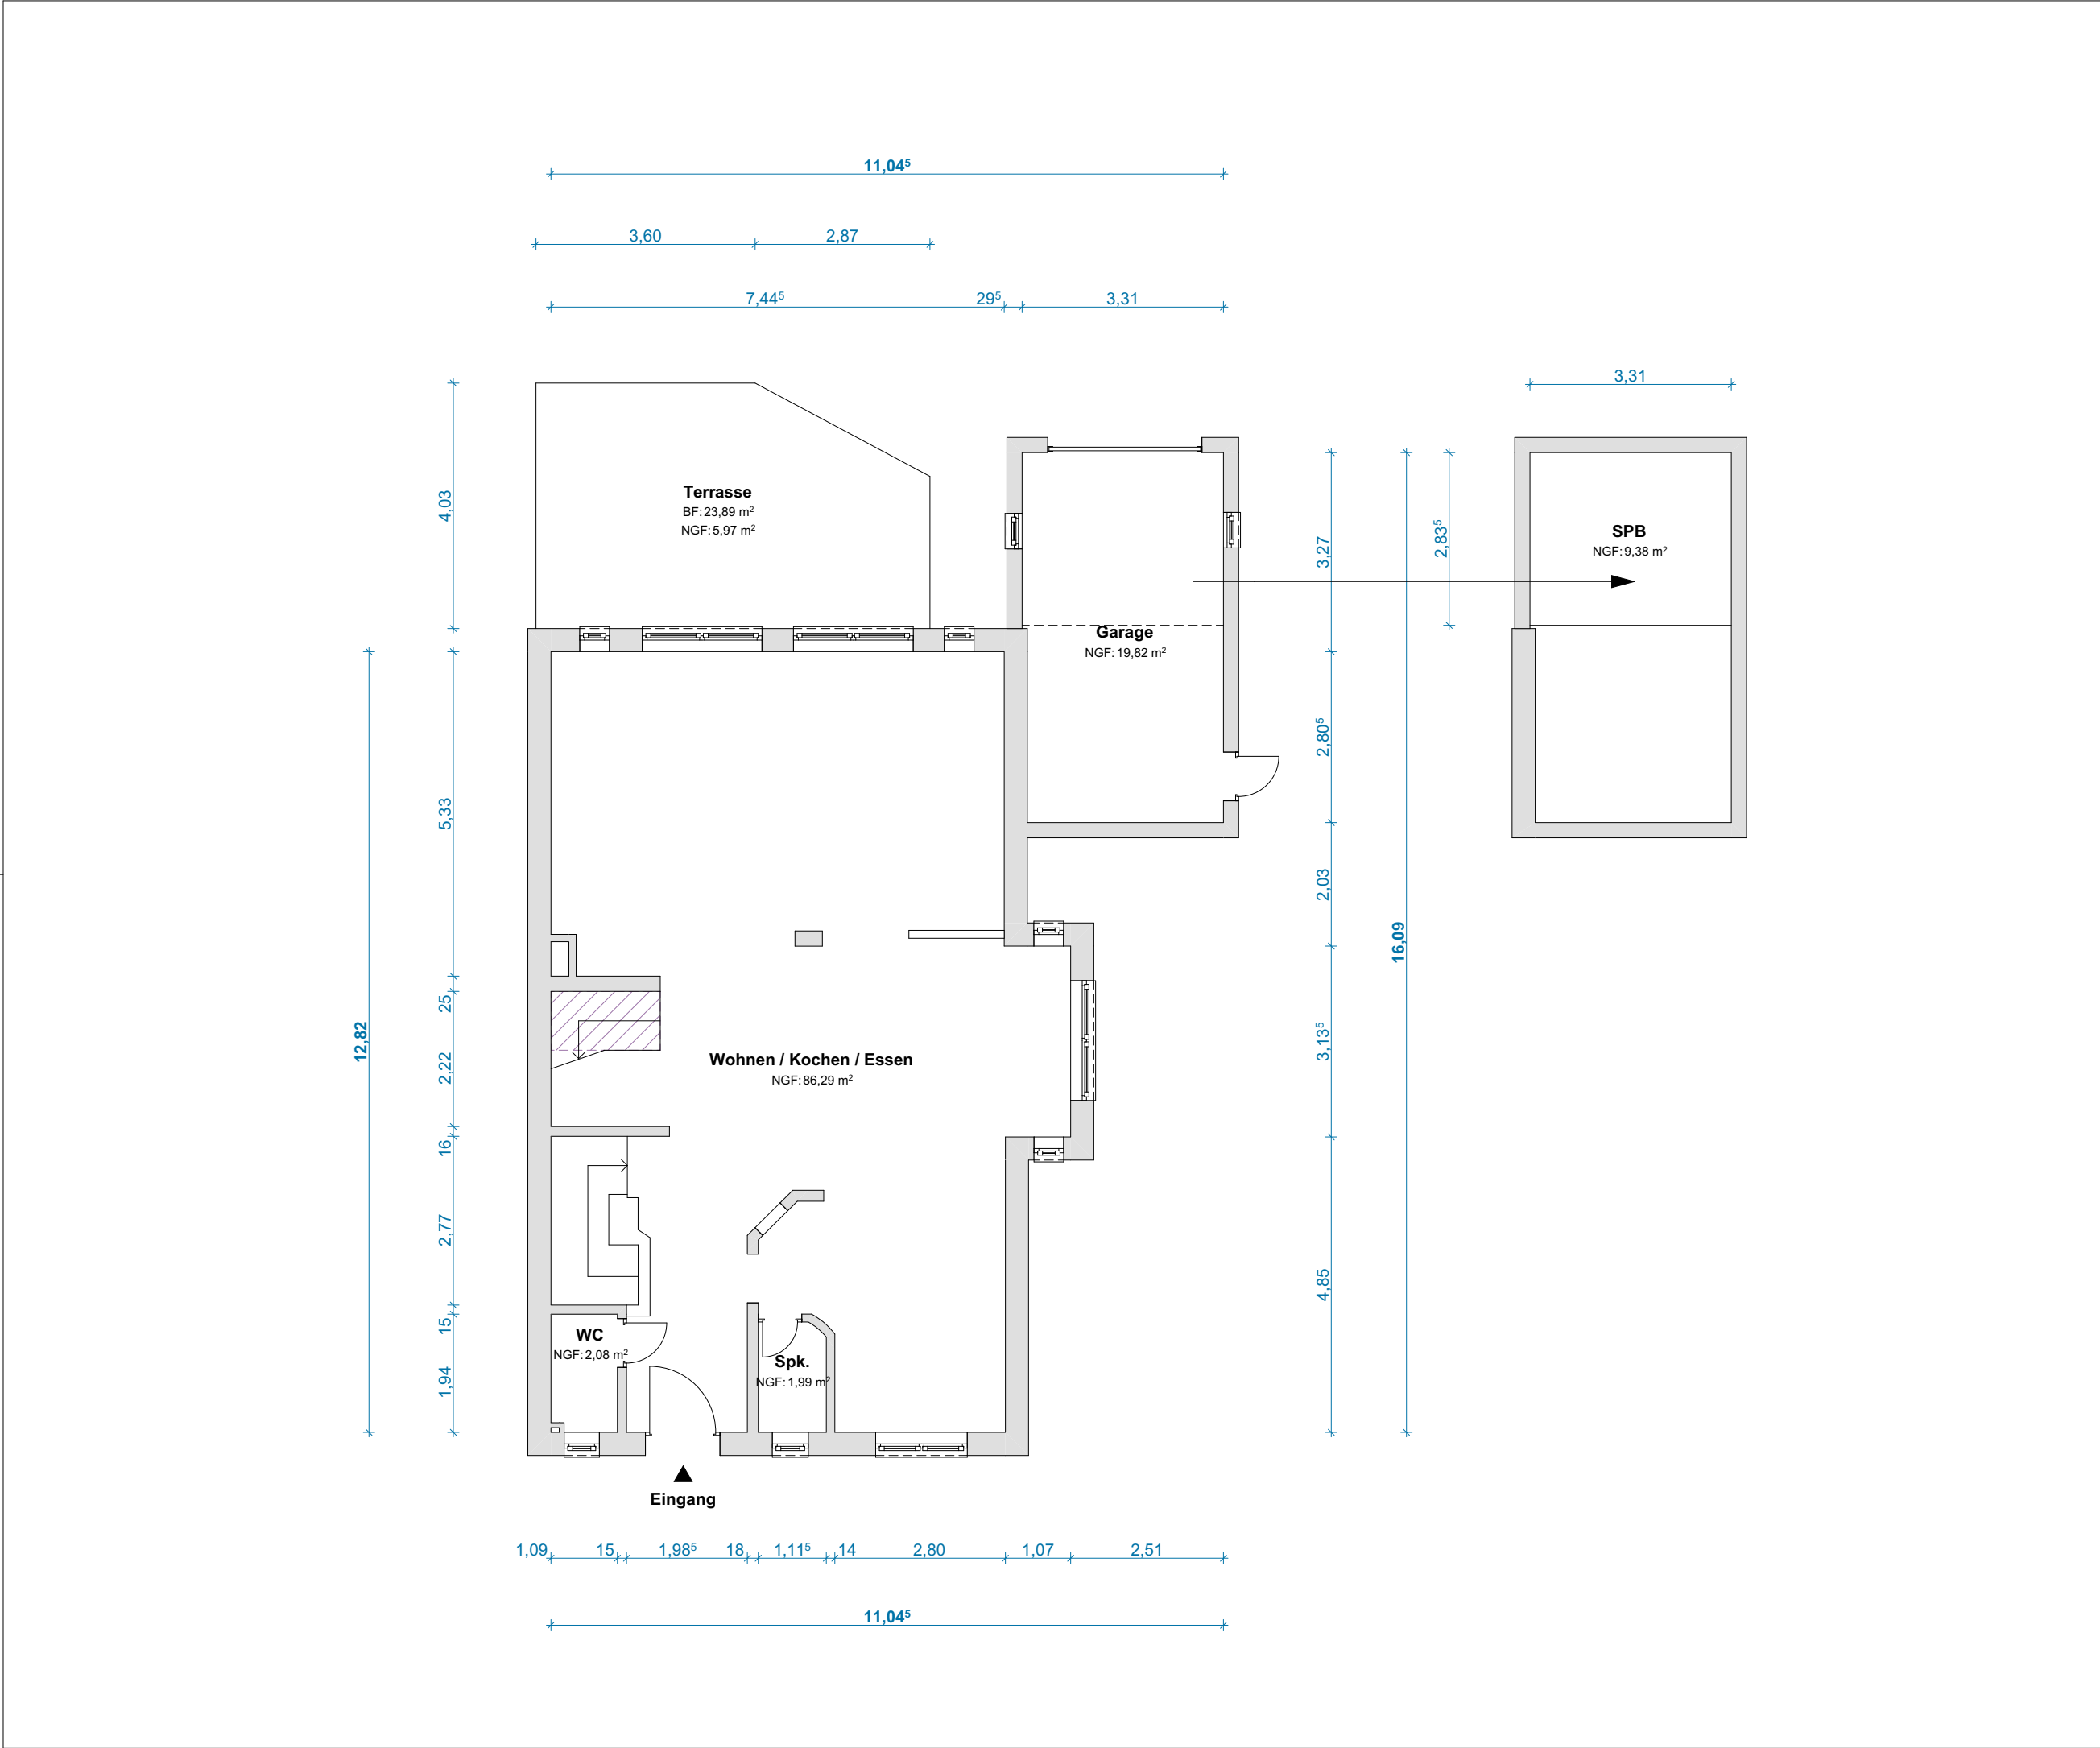 11,04⁵
3,60 2,87
7,44⁵ 29⁵ 3,31
3,31
4,03
Terrasse
BF: 23,89 m²
NGF: 5,97 m²
3,27
2,83⁵
SPB
NGF: 9,38 m²
Garage
NGF: 19,82 m²
2,80⁵
5,33
2,03
16,09
25
12,82
3,13⁵
2,22
Wohnen / Kochen / Essen
NGF: 86,29 m²
16
2,77
4,85
15
WC
NGF: 2,08 m²
Spk.
NGF: 1,99 m²
1,94
Eingang
1,09 15 1,98⁵ 18 1,11⁵ 14 2,80 1,07 2,51
11,04⁵